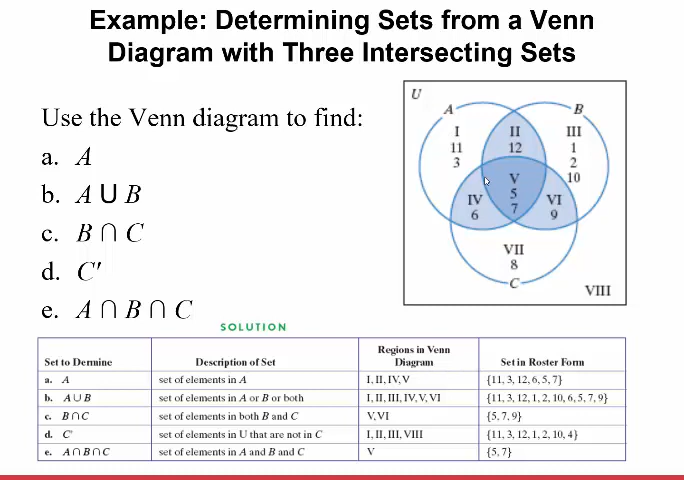 Example: Determining Sets from a Venn
Diagram with Three Intersecting Sets
Use the Venn diagram to find:
a. A
b. A ∪ B
c. B ∩ C
d. C′
e. A ∩ B ∩ C
U
A
B
I
II
III
11
12
1
3
2
10
V
5
7
IV
6
VI
9
VII
8
C
VIII
SOLUTION
Set to Dermine | Description of Set | Regions in Venn Diagram | Set in Roster Form
a. A | set of elements in A | I, II, IV, V | {11, 3, 12, 6, 5, 7}
b. A ∪ B | set of elements in A or B or both | I, II, III, IV, V, VI | {11, 3, 12, 1, 2, 10, 6, 5, 7, 9}
c. B ∩ C | set of elements in both B and C | V, VI | {5, 7, 9}
d. C′ | set of elements in U that are not in C | I, II, III, VIII | {11, 3, 12, 1, 2, 10, 4}
e. A ∩ B ∩ C | set of elements in A and B and C | V | {5, 7}